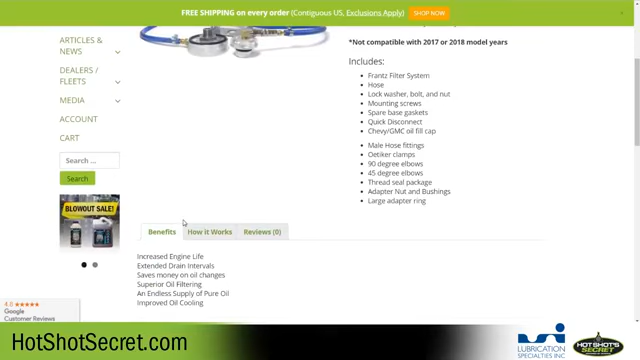 FREE SHIPPING on every order (Contiguous US, Exclusions Apply) SHOP NOW ×
ARTICLES &
NEWS
DEALERS /
FLEETS
MEDIA
ACCOUNT
CART
Search ...
Search
BLOWOUT SALE!
*Not compatible with 2017 or 2018 model years
Includes:
• Frantz Filter System
• Hose
• Lock washer, bolt, and nut
• Mounting screws
• Spare base gaskets
• Quick Disconnect
• Chevy/GMC oil fill cap
• Male Hose fittings
• Oetiker clamps
• 90 degree elbows
• 45 degree elbows
• Thread seal package
• Adapter Nut and Bushings
• Large adapter ring
Benefits How it Works Reviews (0)
Increased Engine Life
Extended Drain Intervals
Saves money on oil changes
Superior Oil Filtering
An Endless Supply of Pure Oil
Improved Oil Cooling
4.6
Google
Customer Reviews
HotShotSecret.com
LUBRICATION
SPECIALTIES INC
HOT SHOT'S
SECRET